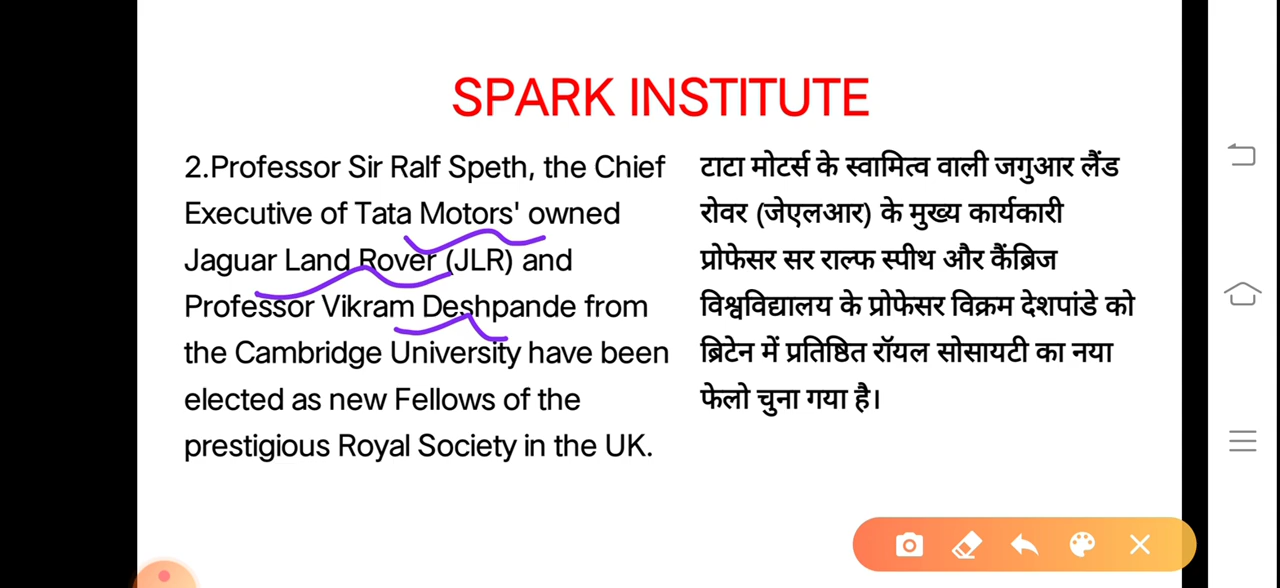 SPARK INSTITUTE
2.Professor Sir Ralf Speth, the Chief
Executive of Tata Motors' owned
Jaguar Land Rover (JLR) and
Professor Vikram Deshpande from
the Cambridge University have been
elected as new Fellows of the
prestigious Royal Society in the UK.
टाटा मोटर्स के स्वामित्व वाली जगुआर लैंड
रोवर (जेएलआर) के मुख्य कार्यकारी
प्रोफेसर सर राल्फ स्पीथ और कैंब्रिज
विश्वविद्यालय के प्रोफेसर विक्रम देशपांडे को
ब्रिटेन में प्रतिष्ठित रॉयल सोसायटी का नया
फेलो चुना गया है।